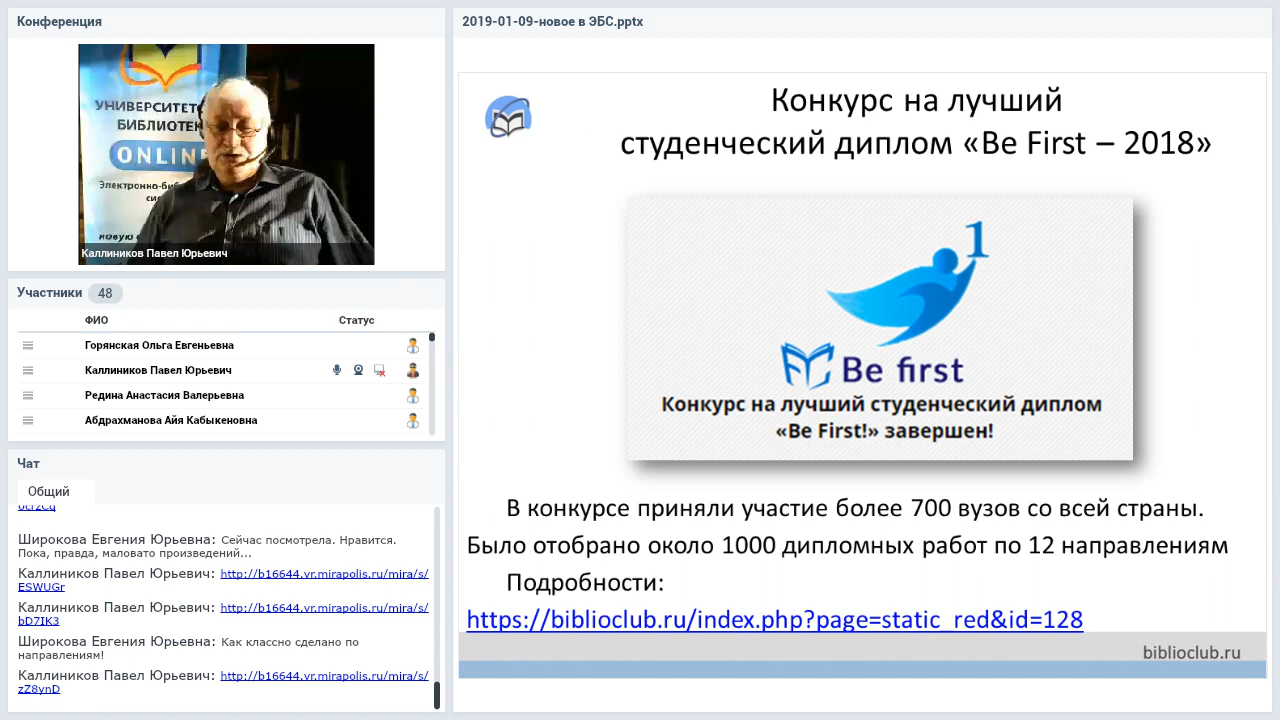 Конференция
УНИВЕРСИТЕТ
БИБЛИОТЕК
ONLINE
Каллиников Павел Юрьевич
Участники 48
ФИО Статус
Горянская Ольга Евгеньевна
Каллиников Павел Юрьевич
Редина Анастасия Валерьевна
Абдрахманова Айя Кабыкеновна
Чат
Общий
Широкова Евгения Юрьевна: Сейчас посмотрела. Нравится.
Пока, правда, маловато произведений...
Каллиников Павел Юрьевич: http://b16644.vr.mirapolis.ru/mira/s/
ESWUGr
Каллиников Павел Юрьевич: http://b16644.vr.mirapolis.ru/mira/s/
bD7IK3
Широкова Евгения Юрьевна: Как классно сделано по
направлениям!
Каллиников Павел Юрьевич: http://b16644.vr.mirapolis.ru/mira/s/
zZ8ynD
2019-01-09-новое в ЭБС.pptx
Конкурс на лучший
студенческий диплом «Be First – 2018»
1
Be first
Конкурс на лучший студенческий диплом
«Be First!» завершен!
В конкурсе приняли участие более 700 вузов со всей страны.
Было отобрано около 1000 дипломных работ по 12 направлениям
Подробности:
https://biblioclub.ru/index.php?page=static_red&id=128
biblioclub.ru